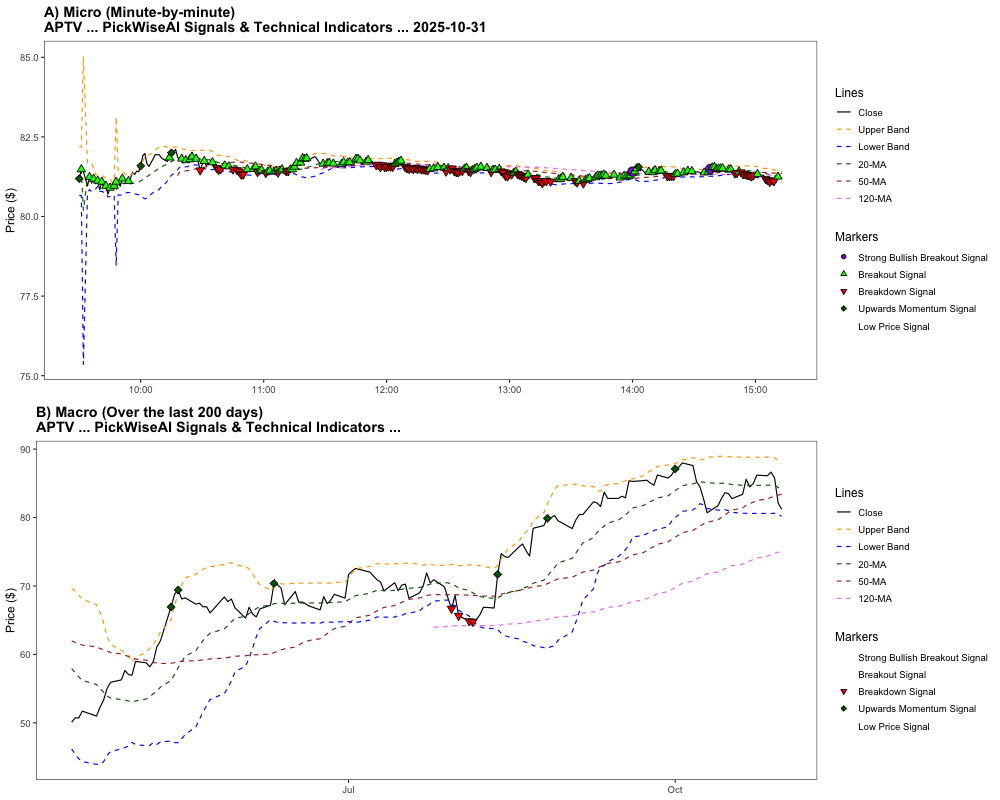 A) Micro (Minute-by-minute)
APTV ... PickWiseAI Signals & Technical Indicators ... 2025-10-31
85.0
82.5
80.0
77.5
75.0
Price ($)
10:00
11:00
12:00
13:00
14:00
15:00
Lines
Close
Upper Band
Lower Band
20-MA
50-MA
120-MA
Markers
Strong Bullish Breakout Signal
Breakout Signal
Breakdown Signal
Upwards Momentum Signal
Low Price Signal
B) Macro (Over the last 200 days)
APTV ... PickWiseAI Signals & Technical Indicators ...
90
80
70
60
50
Price ($)
Jul
Oct
Lines
Close
Upper Band
Lower Band
20-MA
50-MA
120-MA
Markers
Strong Bullish Breakout Signal
Breakout Signal
Breakdown Signal
Upwards Momentum Signal
Low Price Signal